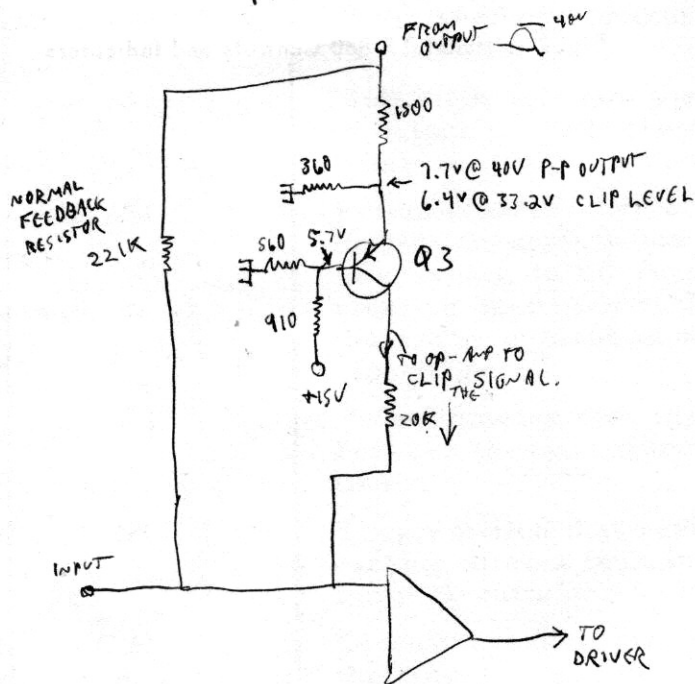 FROM
OUTPUT
40V
1500
360
7.7V @ 40V P-P OUTPUT
6.4V @ 33.2V CLIP LEVEL
NORMAL
FEEDBACK
RESISTOR
221K
560
5.7V
Q3
910
+15V
TO OP-AMP TO
CLIP THE SIGNAL.
20K
INPUT
TO
DRIVER